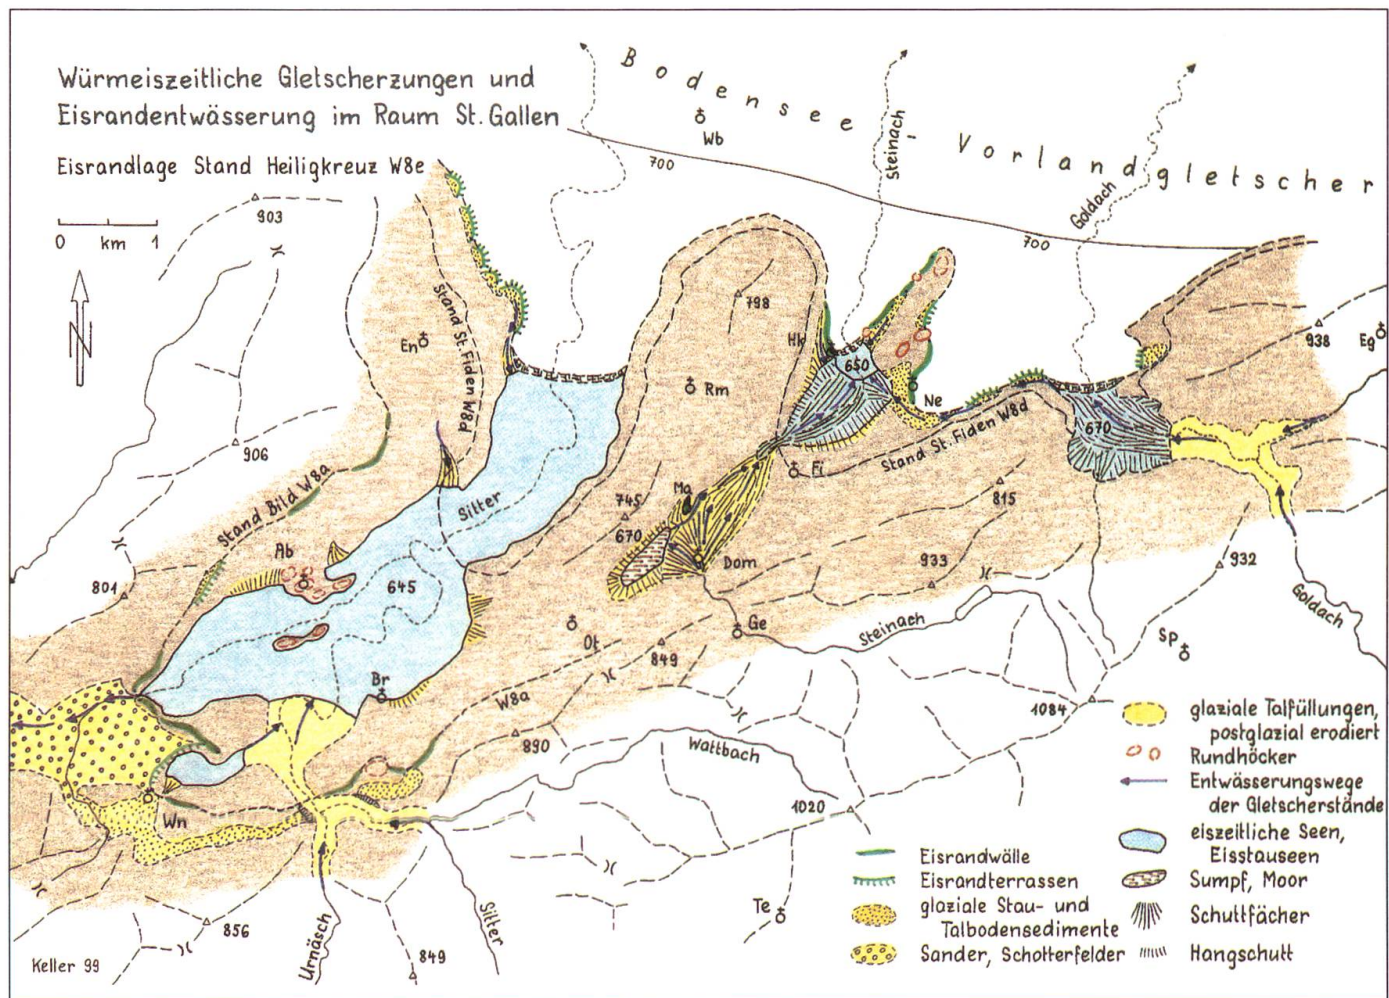 Würmeiszeitliche Gletscherzungen und
Eisrandentwässerung im Raum St. Gallen
Eisrandlage Stand Heiligkreuz W8e
0 km 1
N
Bodensee - Vorlandgletscher
Wb
700
700
Steinach
Goldach
903
906
801
En
Stand St. Fiden W8d
798
Hk
Rm
650
Ne
670
938
Eg
Stand Bild W8a
Sitter
Ab
645
745
670
Ma
Fi
Stand St. Fiden W8d
815
Dom
933
932
Goldach
Ot
Ge
849
Steinach
Sp
Br
W8a
890
Wattbach
1084
1020
Wn
856
849
Urnäsch
Sitter
Te
glaziale Talfüllungen,
postglazial erodiert
Rundhöcker
Entwässerungswege
der Gletscherstände
eiszeitliche Seen,
Eisstauseen
Sumpf, Moor
Schuttfächer
Hangschutt
Eisrandwälle
Eisrandterrassen
glaziale Stau- und
Talbodensedimente
Sander, Schotterfelder
Keller 99